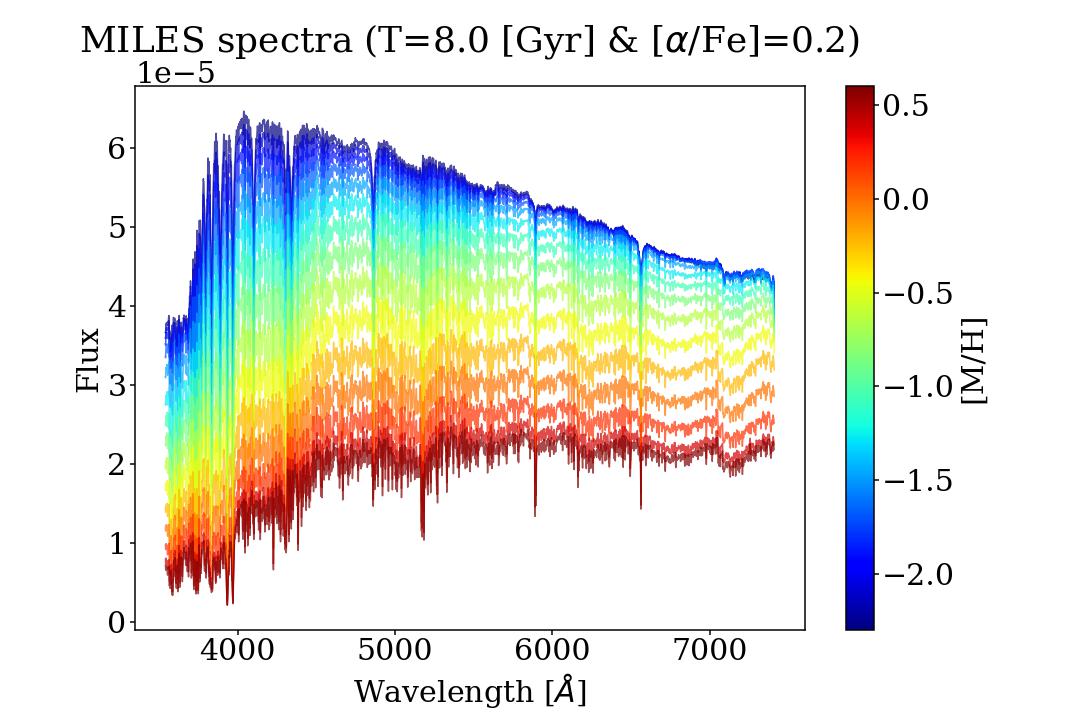 MILES spectra (T=8.0 [Gyr] & [α/Fe]=0.2)
1e−5
6
5
4
3
2
1
0
Flux
4000 5000 6000 7000
Wavelength [Å]
0.5
0.0
−0.5
−1.0
−1.5
−2.0
[M/H]